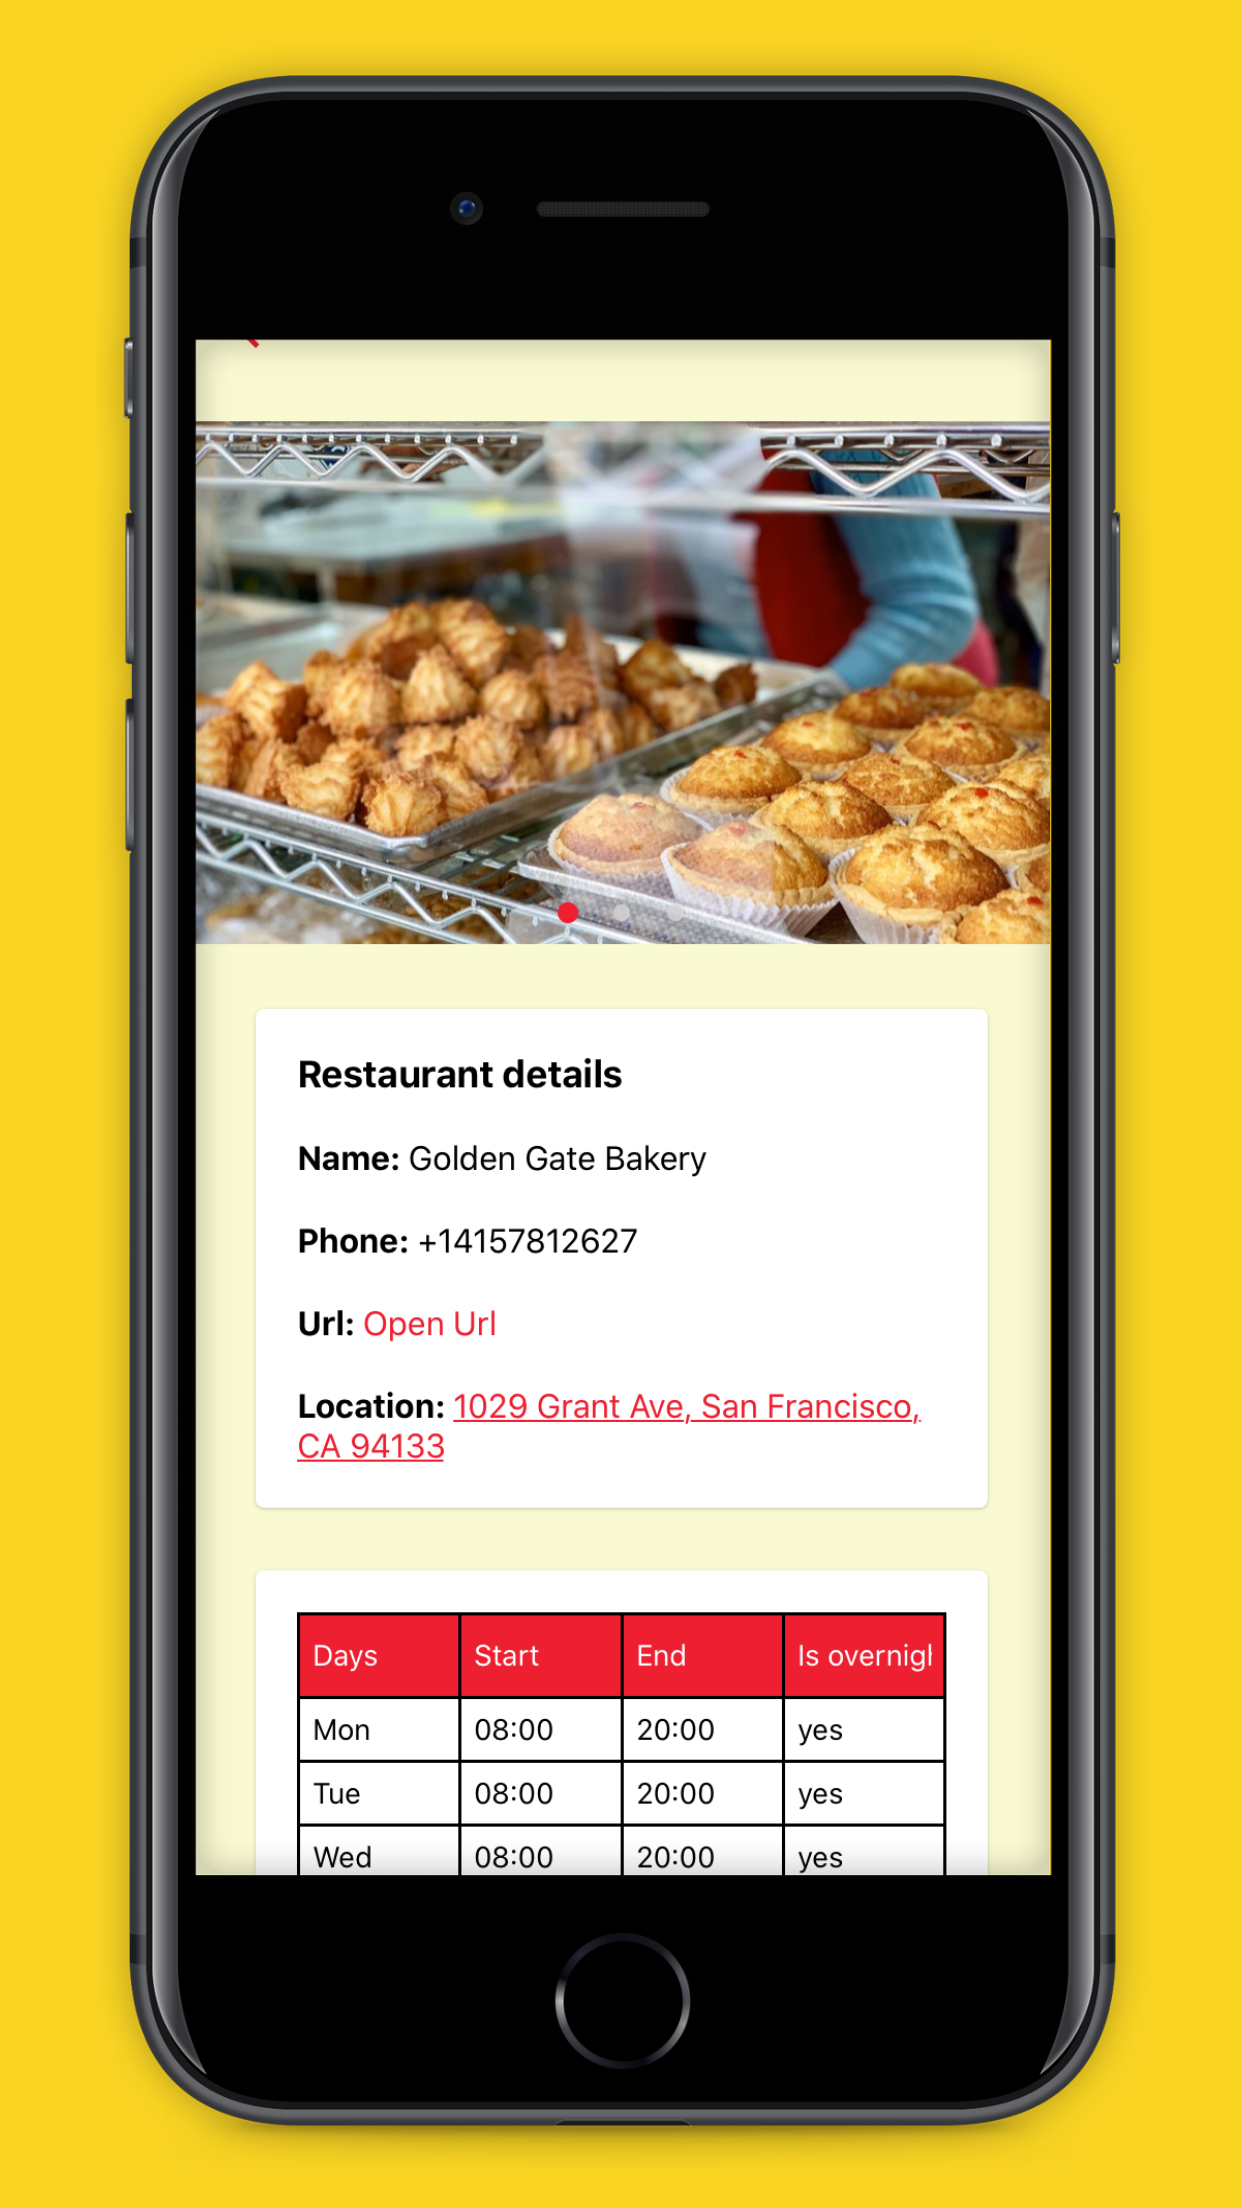 Restaurant details
Name: Golden Gate Bakery
Phone: +14157812627
Url: Open Url
Location: 1029 Grant Ave, San Francisco,
CA 94133
Days Start End Is overnigh
Mon 08:00 20:00 yes
Tue 08:00 20:00 yes
Wed 08:00 20:00 yes